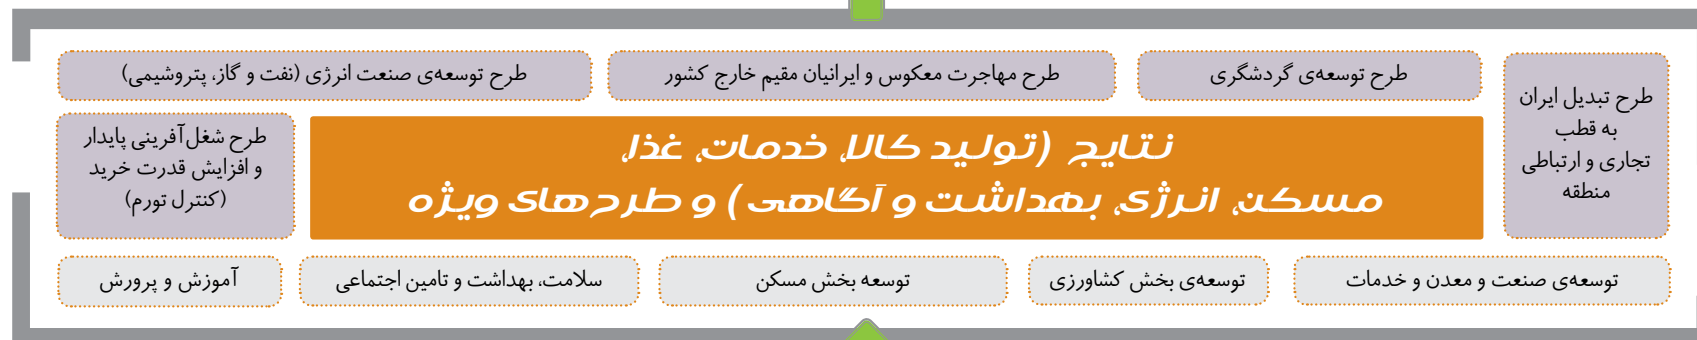 طرح توسعه‌ی گردشگری
طرح مهاجرت معکوس و ایرانیان مقیم خارج کشور
طرح توسعه‌ی صنعت انرژی (نفت و گاز، پتروشیمی)
طرح تبدیل ایران
به قطب
تجاری و ارتباطی
منطقه
نتایج (تولید کالا، خدمات، غذا،
مسکن، انرژی، بهداشت و آگاهی) و طرح‌های ویژه
طرح شغل‌آفرینی پایدار
و افزایش قدرت خرید
(کنترل تورم)
توسعه‌ی صنعت و معدن و خدمات
توسعه‌ی بخش کشاورزی
توسعه بخش مسکن
سلامت، بهداشت و تامین اجتماعی
آموزش و پرورش